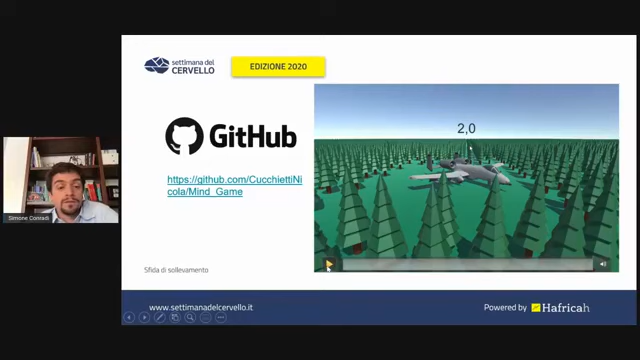 settimana del
CERVELLO
EDIZIONE 2020
GitHub
https://github.com/CucchiettiNi
cola/Mind_Game
2,0
Simone Conradi
Sfida di sollevamento
www.settimanadelcervello.it
Powered by Hafricah